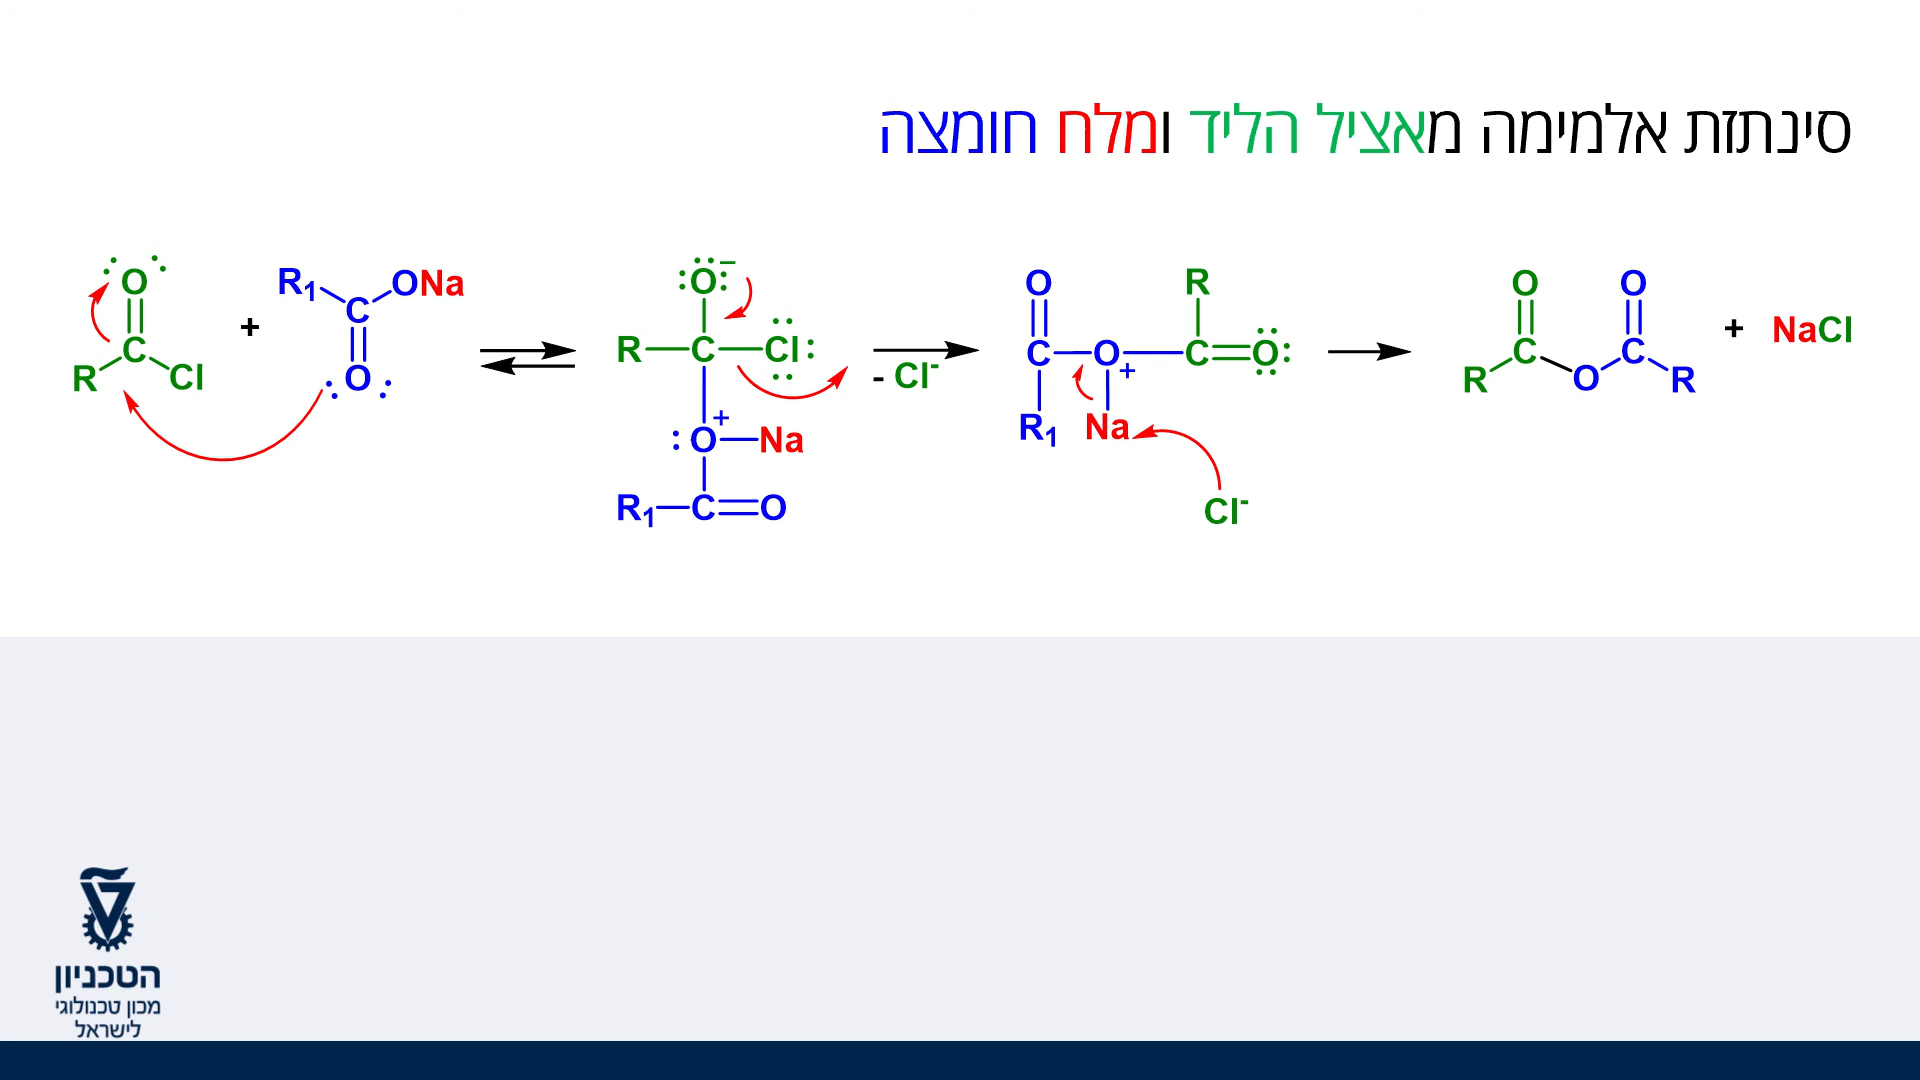 סינתזת אלמימה מאציל הליד ומלח חומצה
O R C Cl + R1 C ONa O
O− R C Cl O+ Na R1 C O
- Cl-
O C O+ C O R R1 Na Cl-
O O R C O C R + NaCl
הטכניון
מכון טכנולוגי
לישראל